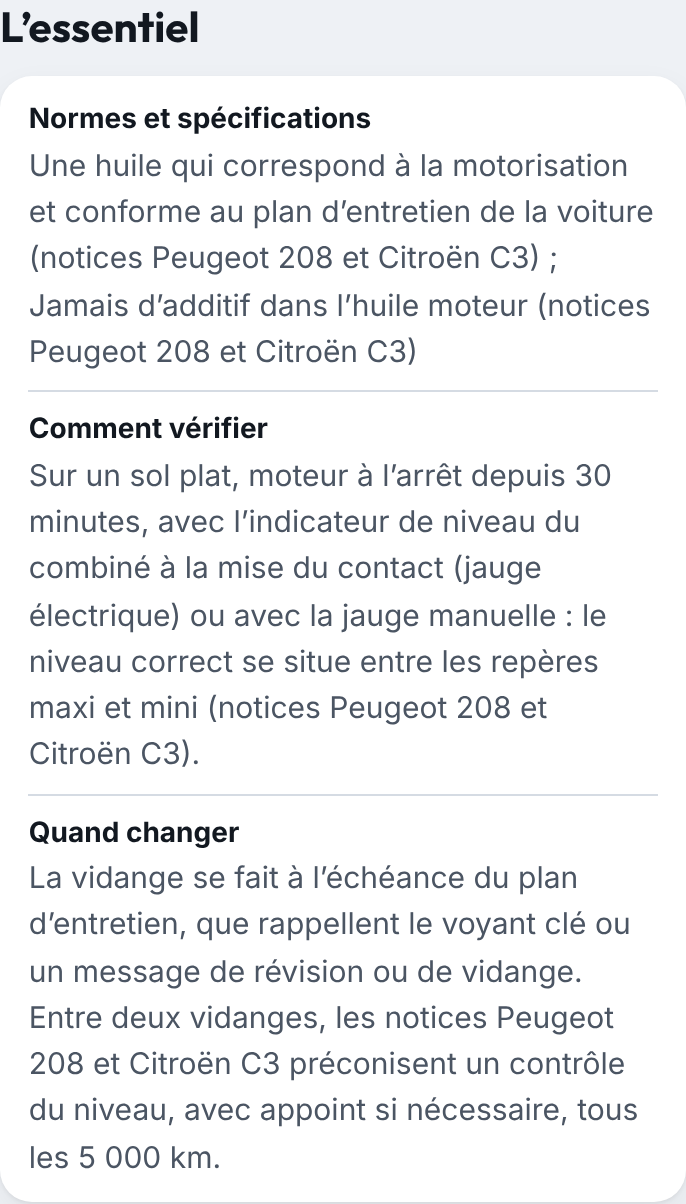 L’essentiel
Normes et spécifications
Une huile qui correspond à la motorisation
et conforme au plan d’entretien de la voiture
(notices Peugeot 208 et Citroën C3) ;
Jamais d’additif dans l’huile moteur (notices
Peugeot 208 et Citroën C3)
Comment vérifier
Sur un sol plat, moteur à l’arrêt depuis 30
minutes, avec l’indicateur de niveau du
combiné à la mise du contact (jauge
électrique) ou avec la jauge manuelle : le
niveau correct se situe entre les repères
maxi et mini (notices Peugeot 208 et
Citroën C3).
Quand changer
La vidange se fait à l’échéance du plan
d’entretien, que rappellent le voyant clé ou
un message de révision ou de vidange.
Entre deux vidanges, les notices Peugeot
208 et Citroën C3 préconisent un contrôle
du niveau, avec appoint si nécessaire, tous
les 5 000 km.